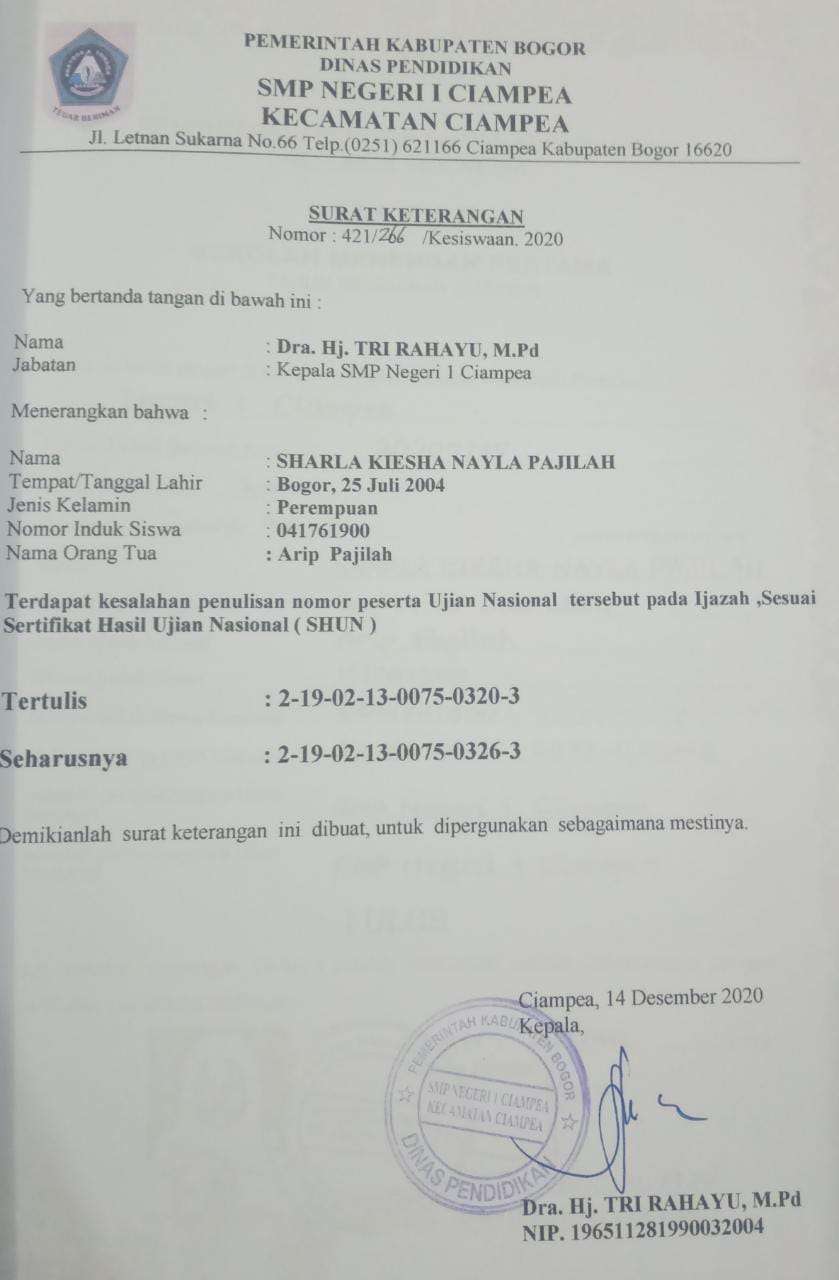 PEMERINTAH KABUPATEN BOGOR
DINAS PENDIDIKAN
SMP NEGERI I CIAMPEA
KECAMATAN CIAMPEA
Jl. Letnan Sukarna No.66 Telp.(0251) 621166 Ciampea Kabupaten Bogor 16620
TEGAR BERIMAN
SURAT KETERANGAN
Nomor : 421/266 /Kesiswaan. 2020
Yang bertanda tangan di bawah ini :
Nama : Dra. Hj. TRI RAHAYU, M.Pd
Jabatan : Kepala SMP Negeri 1 Ciampea
Menerangkan bahwa :
Nama : SHARLA KIESHA NAYLA PAJILAH
Tempat/Tanggal Lahir : Bogor, 25 Juli 2004
Jenis Kelamin : Perempuan
Nomor Induk Siswa : 041761900
Nama Orang Tua : Arip Pajilah
Terdapat kesalahan penulisan nomor peserta Ujian Nasional tersebut pada Ijazah ,Sesuai
Sertifikat Hasil Ujian Nasional ( SHUN )
Tertulis : 2-19-02-13-0075-0320-3
Seharusnya : 2-19-02-13-0075-0326-3
Demikianlah surat keterangan ini dibuat, untuk dipergunakan sebagaimana mestinya.
Ciampea, 14 Desember 2020
Kepala,
PEMERINTAH KABUPATEN BOGOR
SMP NEGERI 1 CIAMPEA
KECAMATAN CIAMPEA
DINAS PENDIDIKAN
Dra. Hj. TRI RAHAYU, M.Pd
NIP. 196511281990032004